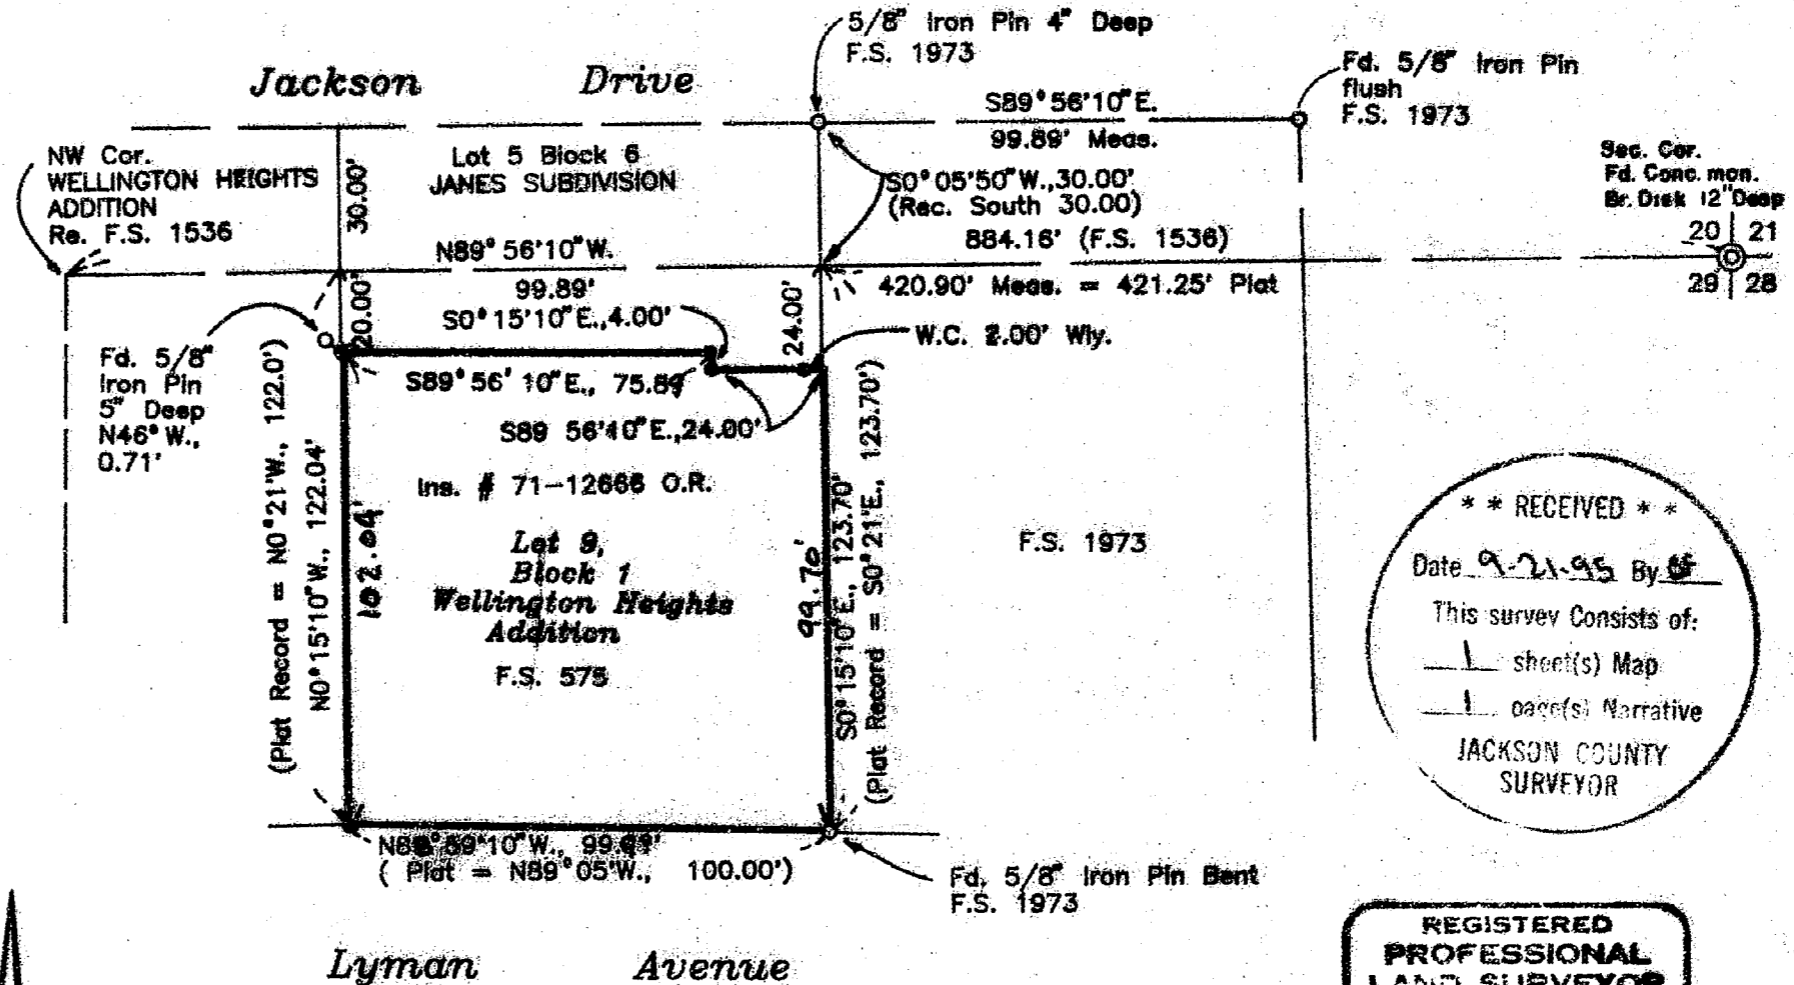 5/8" Iron Pin 4" Deep
F.S. 1973
Jackson Drive
Fd. 5/8" Iron Pin
flush
F.S. 1973
S89°56'10"E.
99.89' Meas.
NW Cor.
WELLINGTON HEIGHTS
ADDITION
Re. F.S. 1536
30.00'
Lot 5 Block 6
JANES SUBDIVISION
S0°05'50"W.,30.00'
(Rec. South 30.00)
Sec. Cor.
Fd. Conc. mon.
Br. Disk 12" Deep
20 21
29 28
884.16' (F.S. 1536)
N89°56'10"W.
99.89'
420.90' Meas. = 421.25' Plat
20.00'
S0°15'10"E.,4.00'
24.00'
W.C. 2.00' Wly.
Fd. 5/8"
Iron Pin
5" Deep
N46°W.,
0.71'
S89°56'10"E., 75.89'
S89 56'10"E.,24.00'
(Plat Record = N0°21'W., 122.0')
N0°15'10"W., 122.04'
102.04'
Ins. # 71-12666 O.R.
Lot 9,
Block 1
Wellington Heights
Addition
F.S. 575
99.70'
S0°15'10"E., 123.70'
(Plat Record = S0°21'E., 123.70')
F.S. 1973
* * RECEIVED * *
Date 9-21-95 By
This survey Consists of:
1 sheet(s) Map
1 page(s) Narrative
JACKSON COUNTY
SURVEYOR
59'10"W.,
( Plat = N89°05'W., 100.00')
Fd. 5/8" Iron Pin Bent
F.S. 1973
Lyman Avenue
REGISTERED
PROFESSIONAL
LAND SURVEYOR